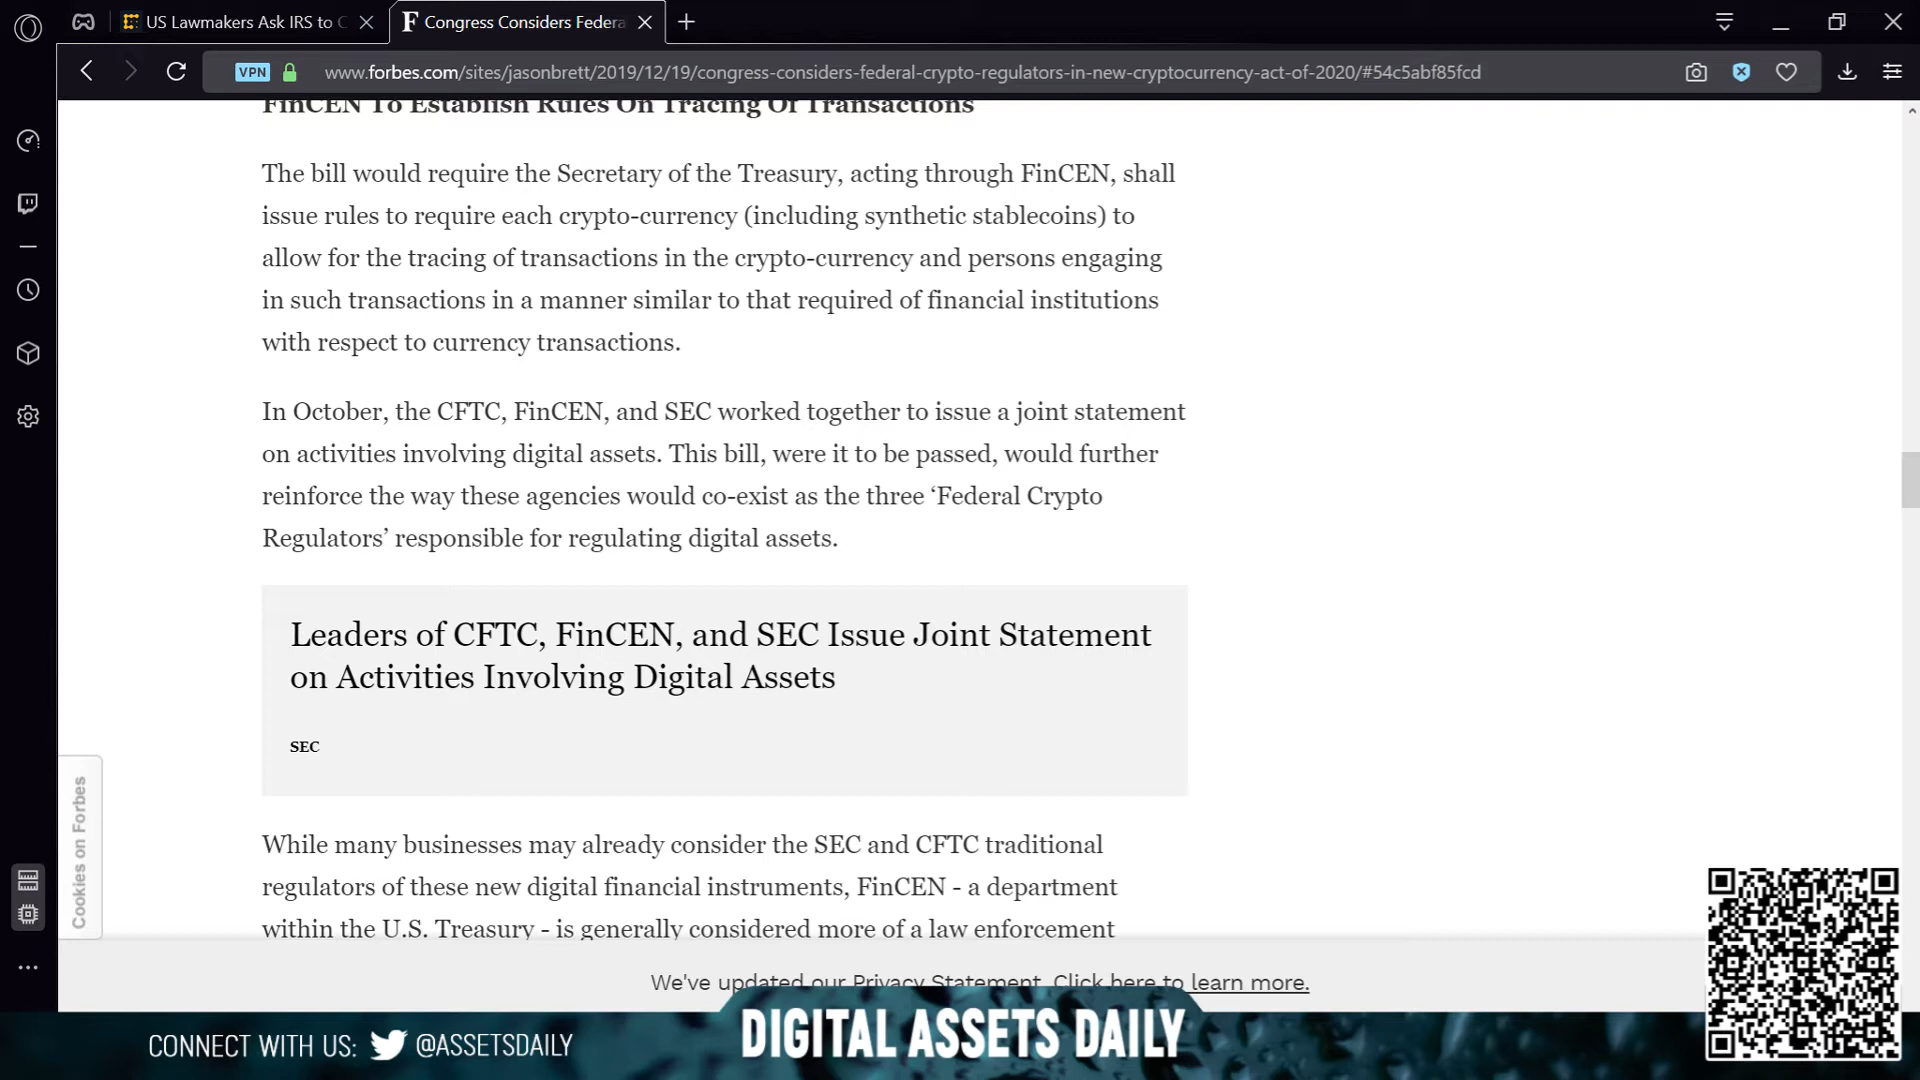 US Lawmakers Ask IRS to C
Congress Considers Federa
VPN
www.forbes.com/sites/jasonbrett/2019/12/19/congress-considers-federal-crypto-regulators-in-new-cryptocurrency-act-of-2020/#54c5abf85fcd
FinCEN To Establish Rules On Tracing Of Transactions
The bill would require the Secretary of the Treasury, acting through FinCEN, shall
issue rules to require each crypto-currency (including synthetic stablecoins) to
allow for the tracing of transactions in the crypto-currency and persons engaging
in such transactions in a manner similar to that required of financial institutions
with respect to currency transactions.
In October, the CFTC, FinCEN, and SEC worked together to issue a joint statement
on activities involving digital assets. This bill, were it to be passed, would further
reinforce the way these agencies would co-exist as the three ‘Federal Crypto
Regulators’ responsible for regulating digital assets.
Leaders of CFTC, FinCEN, and SEC Issue Joint Statement
on Activities Involving Digital Assets
SEC
While many businesses may already consider the SEC and CFTC traditional
regulators of these new digital financial instruments, FinCEN - a department
within the U.S. Treasury - is generally considered more of a law enforcement
Cookies on Forbes
We've updated our Privacy Statement. Click here to learn more.
CONNECT WITH US: @ASSETSDAILY
DIGITAL ASSETS DAILY